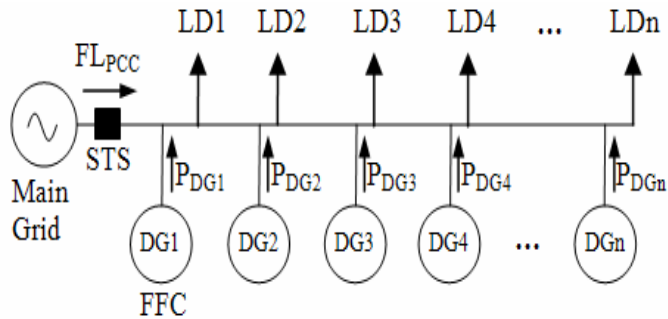 LD1 LD2 LD3 LD4 ... LDn
FLPCC
STS
Main
Grid
PDG1 PDG2 PDG3 PDG4 PDGn
DG1 DG2 DG3 DG4 ... DGn
FFC